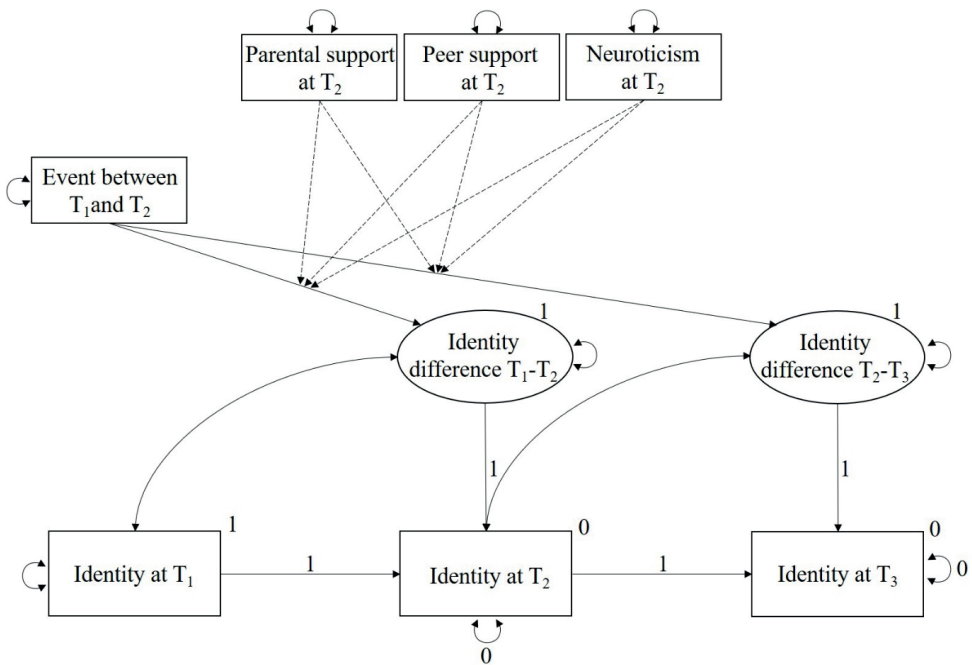 Parental support
at T₂
Peer support
at T₂
Neuroticism
at T₂
Event between
T₁and T₂
1
Identity
difference T₁-T₂
1
Identity
difference T₂-T₃
1
1
1
Identity at T₁
1
0
Identity at T₂
0
1
0
Identity at T₃
0